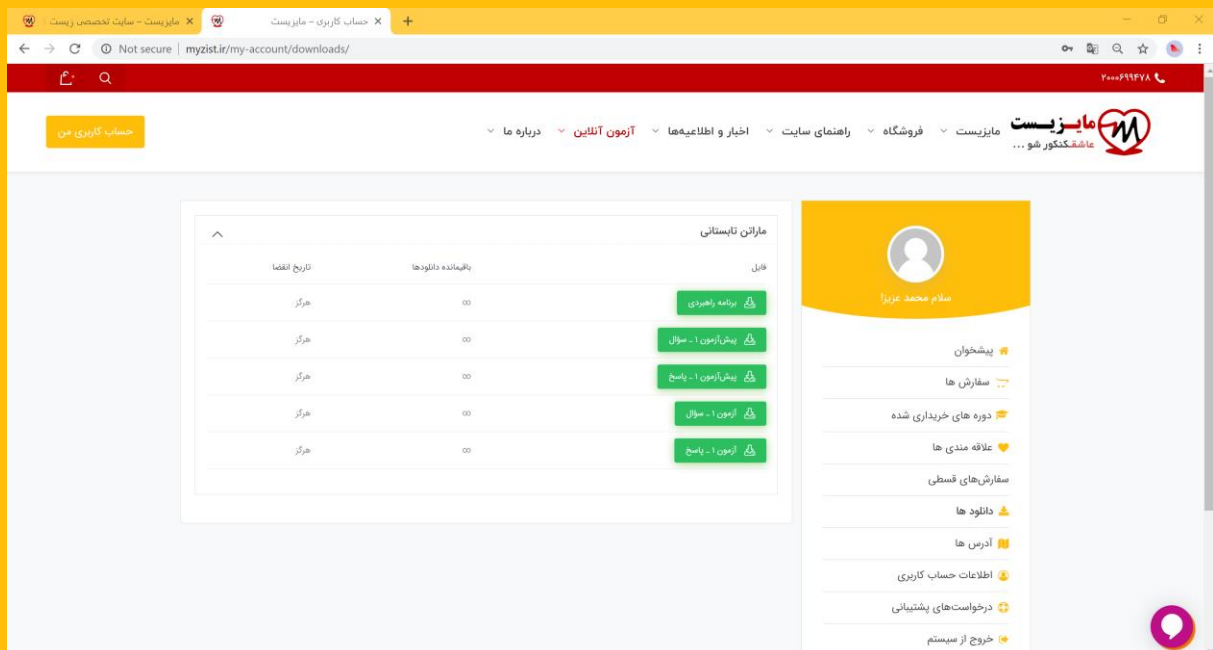 مایزیست – سایت تخصصی زیست
حساب کاربری – مایزیست
Not secure | myzist.ir/my-account/downloads/
۲۰۰۰۶۹۹۴۷۸
مایـزیـست
عاشق‌کنکور شو ...
مایزیست
فروشگاه
راهنمای سایت
اخبار و اطلاعیه‌ها
آزمون آنلاین
درباره ما
حساب کاربری من
سلام محمد عزیز!
پیشخوان
سفارش ها
دوره های خریداری شده
علاقه مندی ها
سفارش‌های قسطی
دانلود ها
آدرس ها
اطلاعات حساب کاربری
درخواست‌های پشتیبانی
خروج از سیستم
ماراتن تابستانی
فایل باقیمانده دانلودها تاریخ انقضا
برنامه راهبردی ∞ هرگز
پیش‌آزمون ۱ ـ سؤال ∞ هرگز
پیش‌آزمون ۱ ـ پاسخ ∞ هرگز
آزمون ۱ ـ سؤال ∞ هرگز
آزمون ۱ ـ پاسخ ∞ هرگز